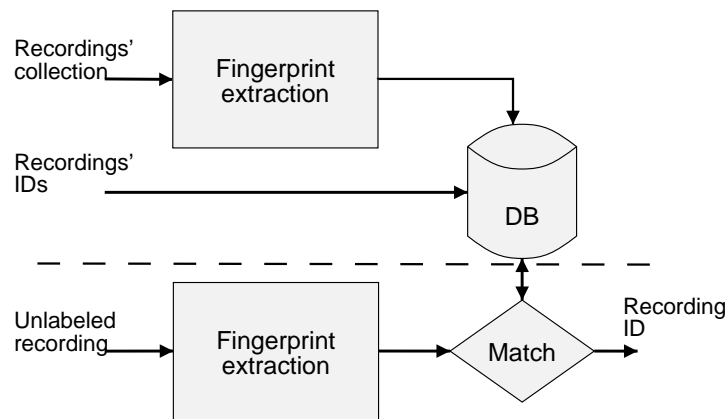 Recordings’
collection
Fingerprint
extraction
Recordings’
IDs
DB
Unlabeled
recording
Fingerprint
extraction
Match
Recording
ID